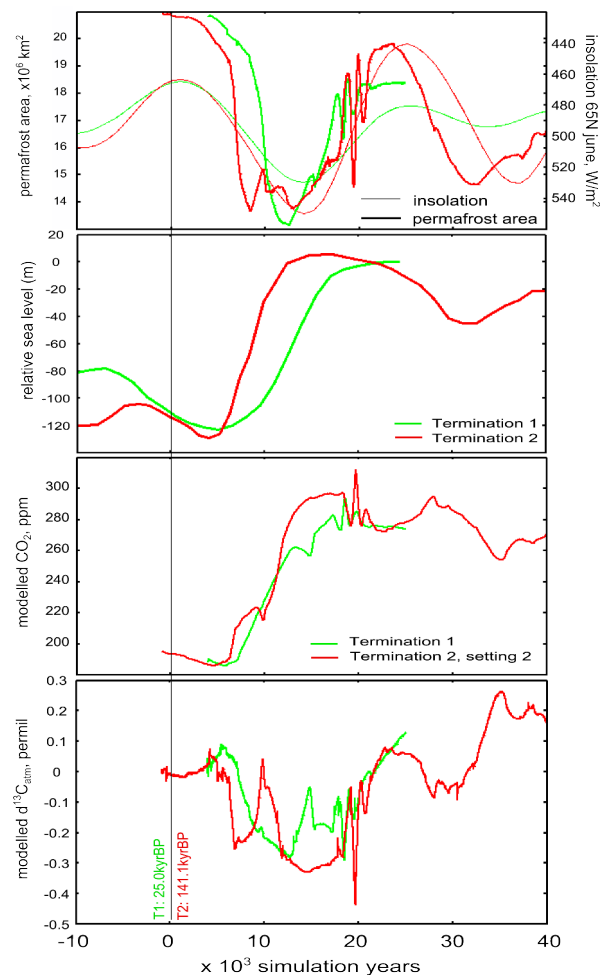 permafrost area, x10⁶ km²
20
19
18
17
16
15
14
13
insolation 65N june, W/m²
440
460
480
500
520
540
insolation
permafrost area
relative sea level (m)
20
0
-20
-40
-60
-80
-100
-120
Termination 1
Termination 2
modelled CO₂, ppm
300
280
260
240
220
200
Termination 1
Termination 2, setting 2
modelled d¹³Cₐₜₘ, permil
0.3
0.2
0.1
0
-0.1
-0.2
-0.3
-0.4
-0.5
T1: 25.0kyrBP
T2: 141.1kyrBP
-10 0 10 20 30 40
x 10³ simulation years